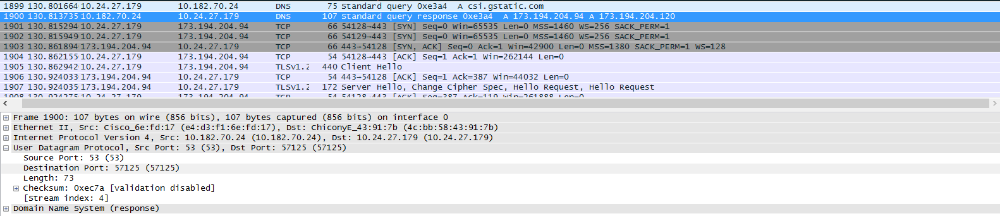 1899 130.801664 10.24.27.179 10.182.70.24 DNS 75 Standard query 0xe3a4 A csi.gstatic.com
1900 130.813735 10.182.70.24 10.24.27.179 DNS 107 Standard query response 0xe3a4 A 173.194.204.94 A 173.194.204.120
1901 130.815294 10.24.27.179 173.194.204.94 TCP 66 54128→443 [SYN] Seq=0 Win=65535 Len=0 MSS=1460 WS=256 SACK_PERM=1
1902 130.815949 10.24.27.179 173.194.204.94 TCP 66 54129→443 [SYN] Seq=0 Win=65535 Len=0 MSS=1460 WS=256 SACK_PERM=1
1903 130.861894 173.194.204.94 10.24.27.179 TCP 66 443→54128 [SYN, ACK] Seq=0 Ack=1 Win=42900 Len=0 MSS=1380 SACK_PERM=1 WS=128
1904 130.862155 10.24.27.179 173.194.204.94 TCP 54 54128→443 [ACK] Seq=1 Ack=1 Win=262144 Len=0
1905 130.862942 10.24.27.179 173.194.204.94 TLSv1.2 440 Client Hello
1906 130.924033 173.194.204.94 10.24.27.179 TCP 54 443→54128 [ACK] Seq=1 Ack=387 Win=44032 Len=0
1907 130.924035 173.194.204.94 10.24.27.179 TLSv1.2 172 Server Hello, Change Cipher Spec, Hello Request, Hello Request
1908 130.924275 10.24.27.179 173.194.204.94 TCP 54 54128→443 [ACK] Seq=387 Ack=119 Win=261888 Len=0
Frame 1900: 107 bytes on wire (856 bits), 107 bytes captured (856 bits) on interface 0
Ethernet II, Src: Cisco_6e:fd:17 (e4:d3:f1:6e:fd:17), Dst: ChiconyE_43:91:7b (4c:bb:58:43:91:7b)
Internet Protocol Version 4, Src: 10.182.70.24 (10.182.70.24), Dst: 10.24.27.179 (10.24.27.179)
User Datagram Protocol, Src Port: 53 (53), Dst Port: 57125 (57125)
Source Port: 53 (53)
Destination Port: 57125 (57125)
Length: 73
Checksum: 0xec7a [validation disabled]
[Stream index: 4]
Domain Name System (response)